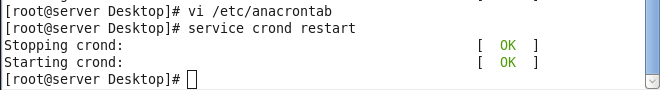 [root@server Desktop]# vi /etc/anacrontab
[root@server Desktop]# service crond restart
Stopping crond:                                            [  OK  ]
Starting crond:                                            [  OK  ]
[root@server Desktop]#